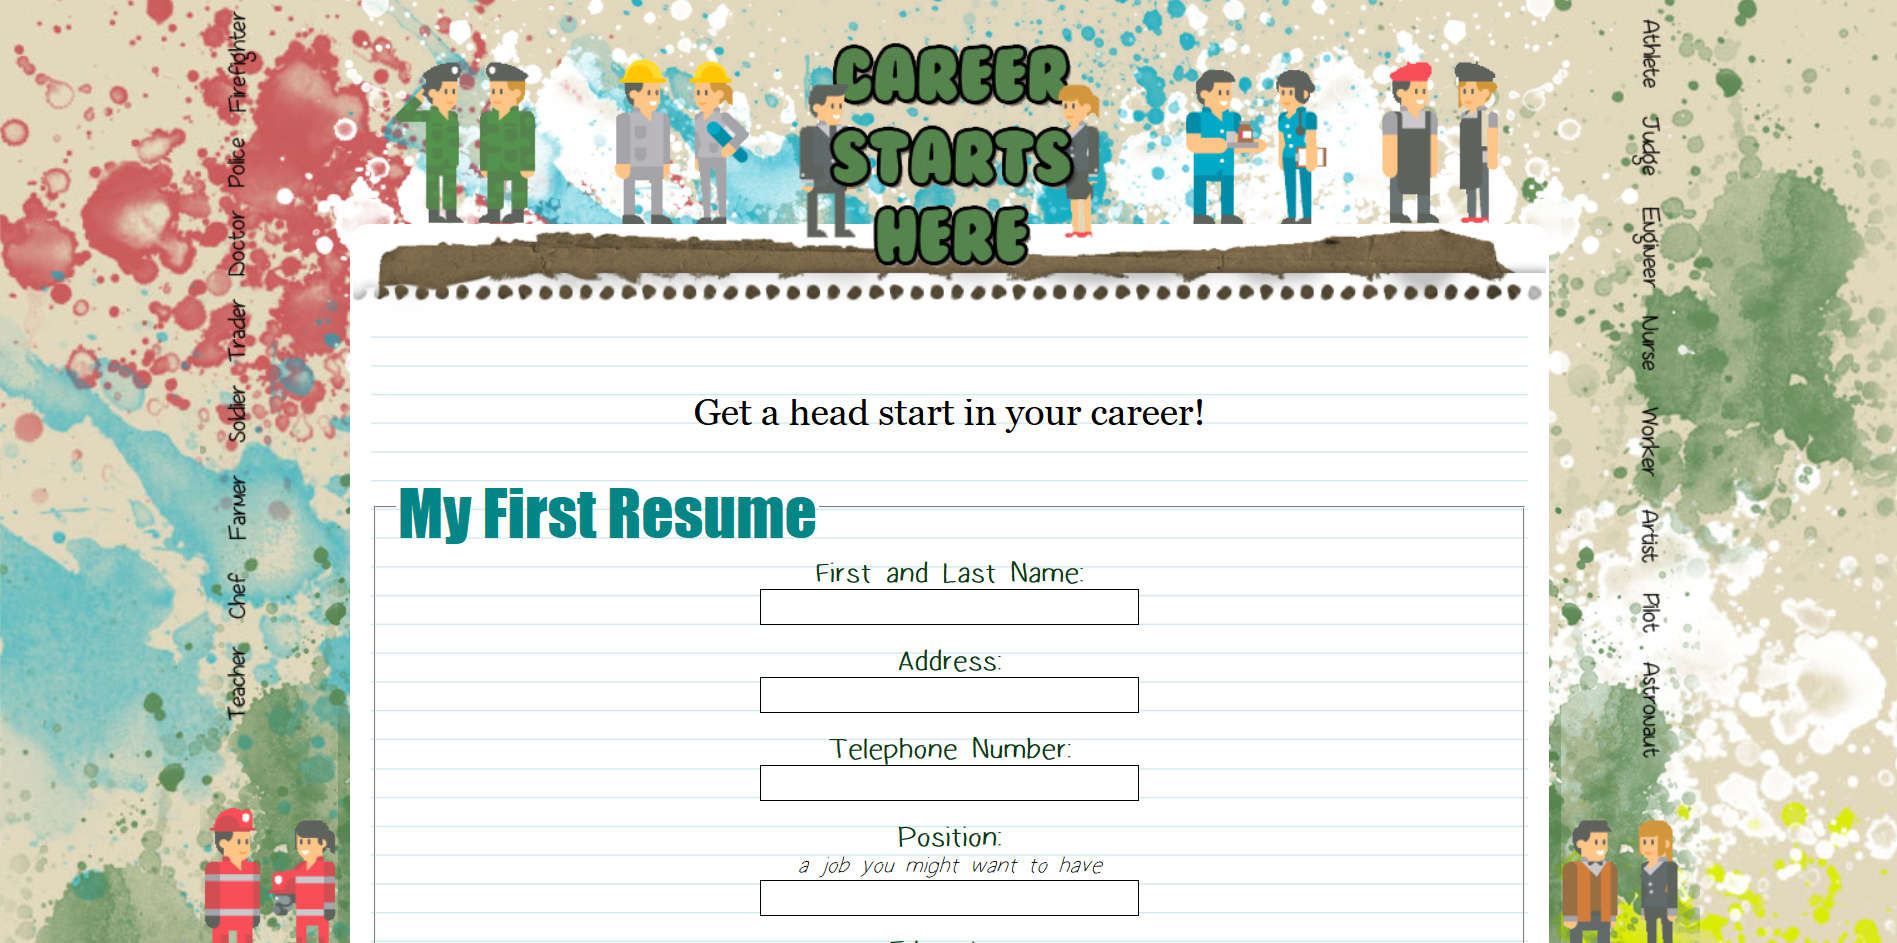 CAREER
STARTS
HERE
Get a head start in your career!
My First Resume
First and Last Name:
Address:
Telephone Number:
Position:
a job you might want to have
Teacher Chef Farmer Soldier Trader Doctor Police Firefighter
Athlete Judge Engineer Nurse Worker Artist Pilot Astronaut